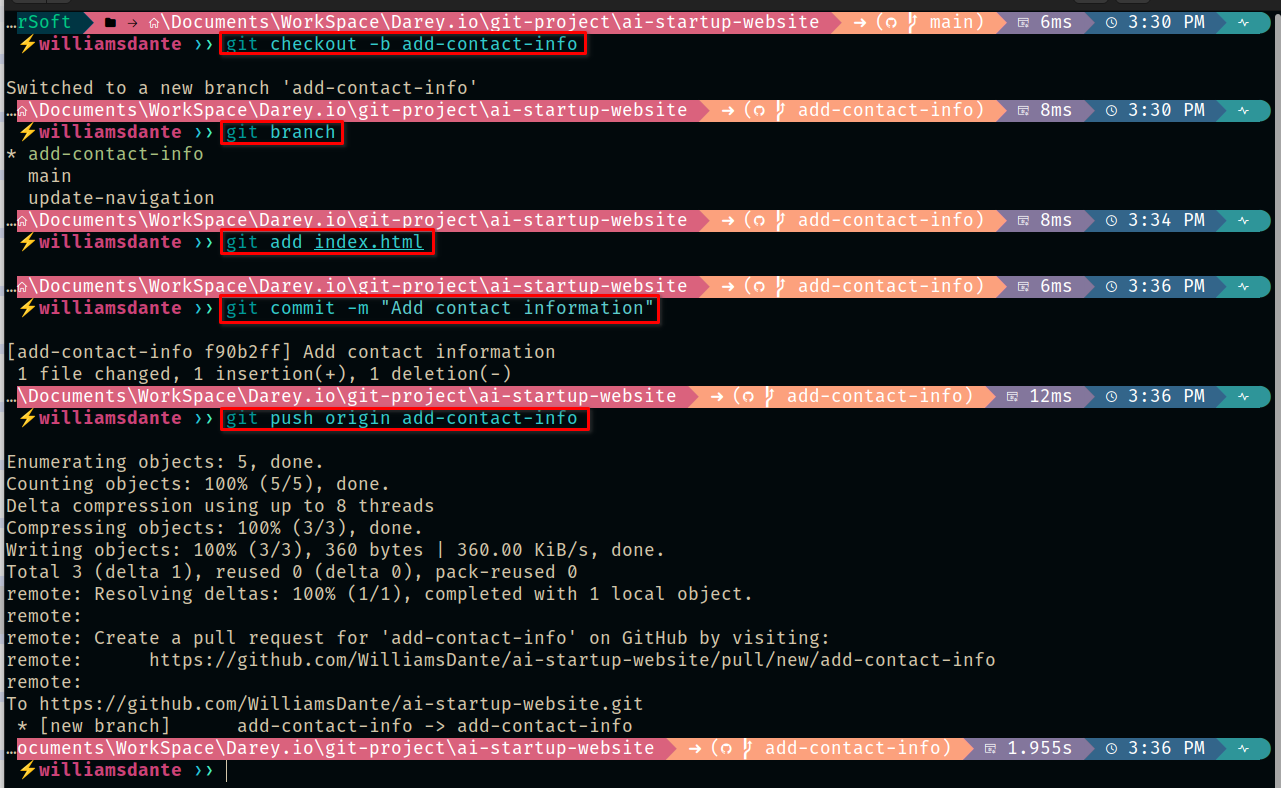 …rSoft → \Documents\WorkSpace\Darey.io\git-project\ai-startup-website → ( main) 6ms 3:30 PM
⚡williamsdante ❯❯ git checkout -b add-contact-info
Switched to a new branch 'add-contact-info'
…\Documents\WorkSpace\Darey.io\git-project\ai-startup-website → ( add-contact-info) 8ms 3:30 PM
⚡williamsdante ❯❯ git branch
* add-contact-info
main
update-navigation
…\Documents\WorkSpace\Darey.io\git-project\ai-startup-website → ( add-contact-info) 8ms 3:34 PM
⚡williamsdante ❯❯ git add index.html
…\Documents\WorkSpace\Darey.io\git-project\ai-startup-website → ( add-contact-info) 6ms 3:36 PM
⚡williamsdante ❯❯ git commit -m "Add contact information"
[add-contact-info f90b2ff] Add contact information
1 file changed, 1 insertion(+), 1 deletion(-)
…\Documents\WorkSpace\Darey.io\git-project\ai-startup-website → ( add-contact-info) 12ms 3:36 PM
⚡williamsdante ❯❯ git push origin add-contact-info
Enumerating objects: 5, done.
Counting objects: 100% (5/5), done.
Delta compression using up to 8 threads
Compressing objects: 100% (3/3), done.
Writing objects: 100% (3/3), 360 bytes | 360.00 KiB/s, done.
Total 3 (delta 1), reused 0 (delta 0), pack-reused 0
remote: Resolving deltas: 100% (1/1), completed with 1 local object.
remote:
remote: Create a pull request for 'add-contact-info' on GitHub by visiting:
remote:      https://github.com/WilliamsDante/ai-startup-website/pull/new/add-contact-info
remote:
To https://github.com/WilliamsDante/ai-startup-website.git
* [new branch]      add-contact-info -> add-contact-info
…ocuments\WorkSpace\Darey.io\git-project\ai-startup-website → ( add-contact-info) 1.955s 3:36 PM
⚡williamsdante ❯❯